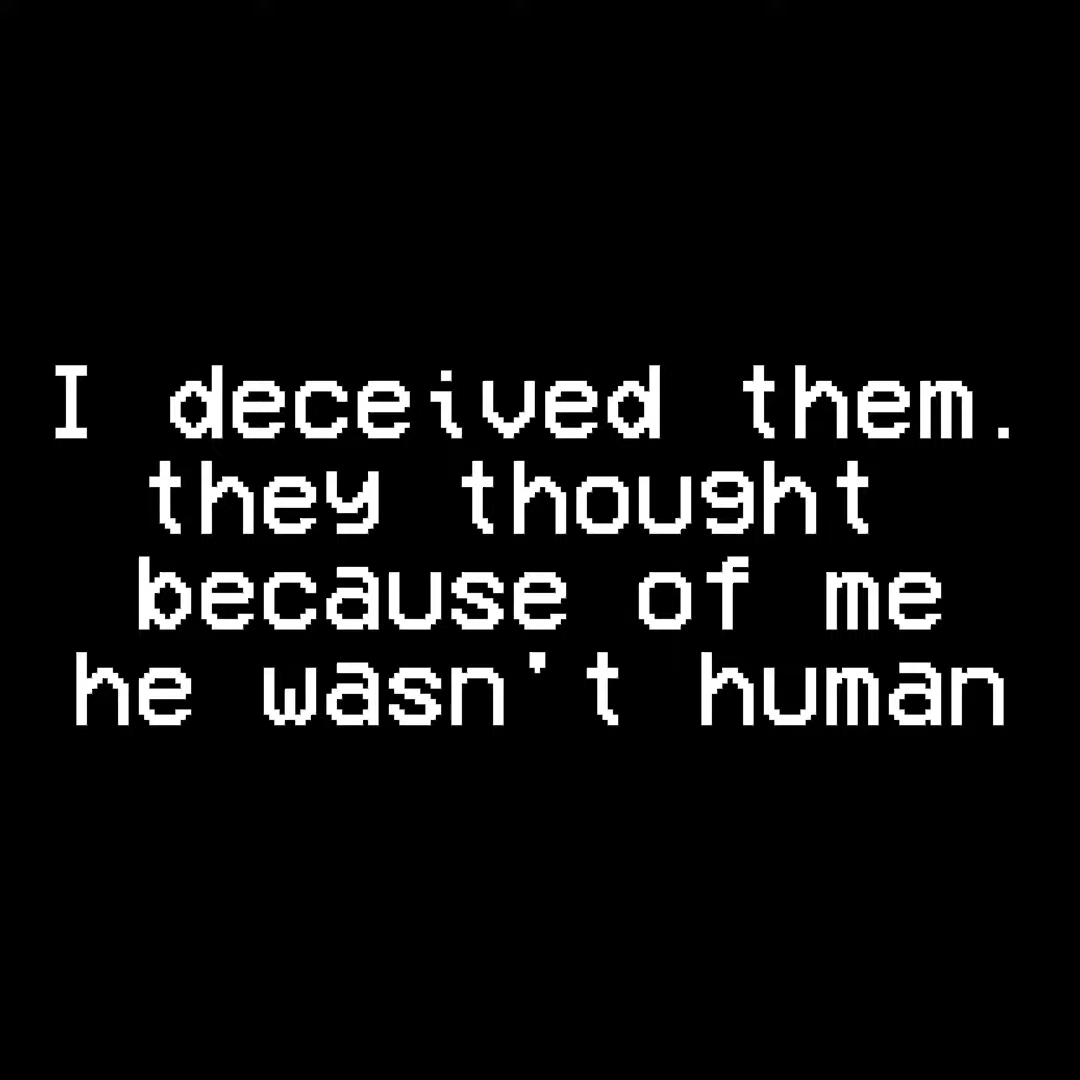 I deceived them.
they thought
because of me
he wasn't human